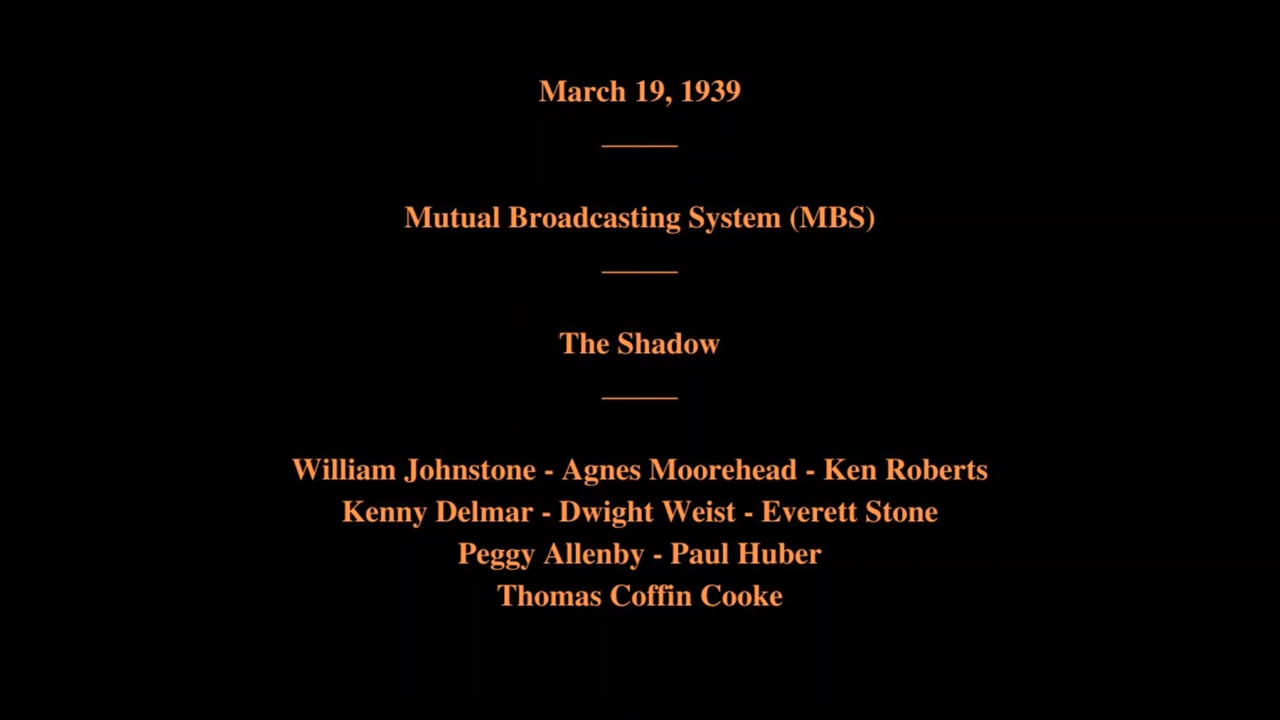 March 19, 1939
Mutual Broadcasting System (MBS)
The Shadow
William Johnstone - Agnes Moorehead - Ken Roberts
Kenny Delmar - Dwight Weist - Everett Stone
Peggy Allenby - Paul Huber
Thomas Coffin Cooke